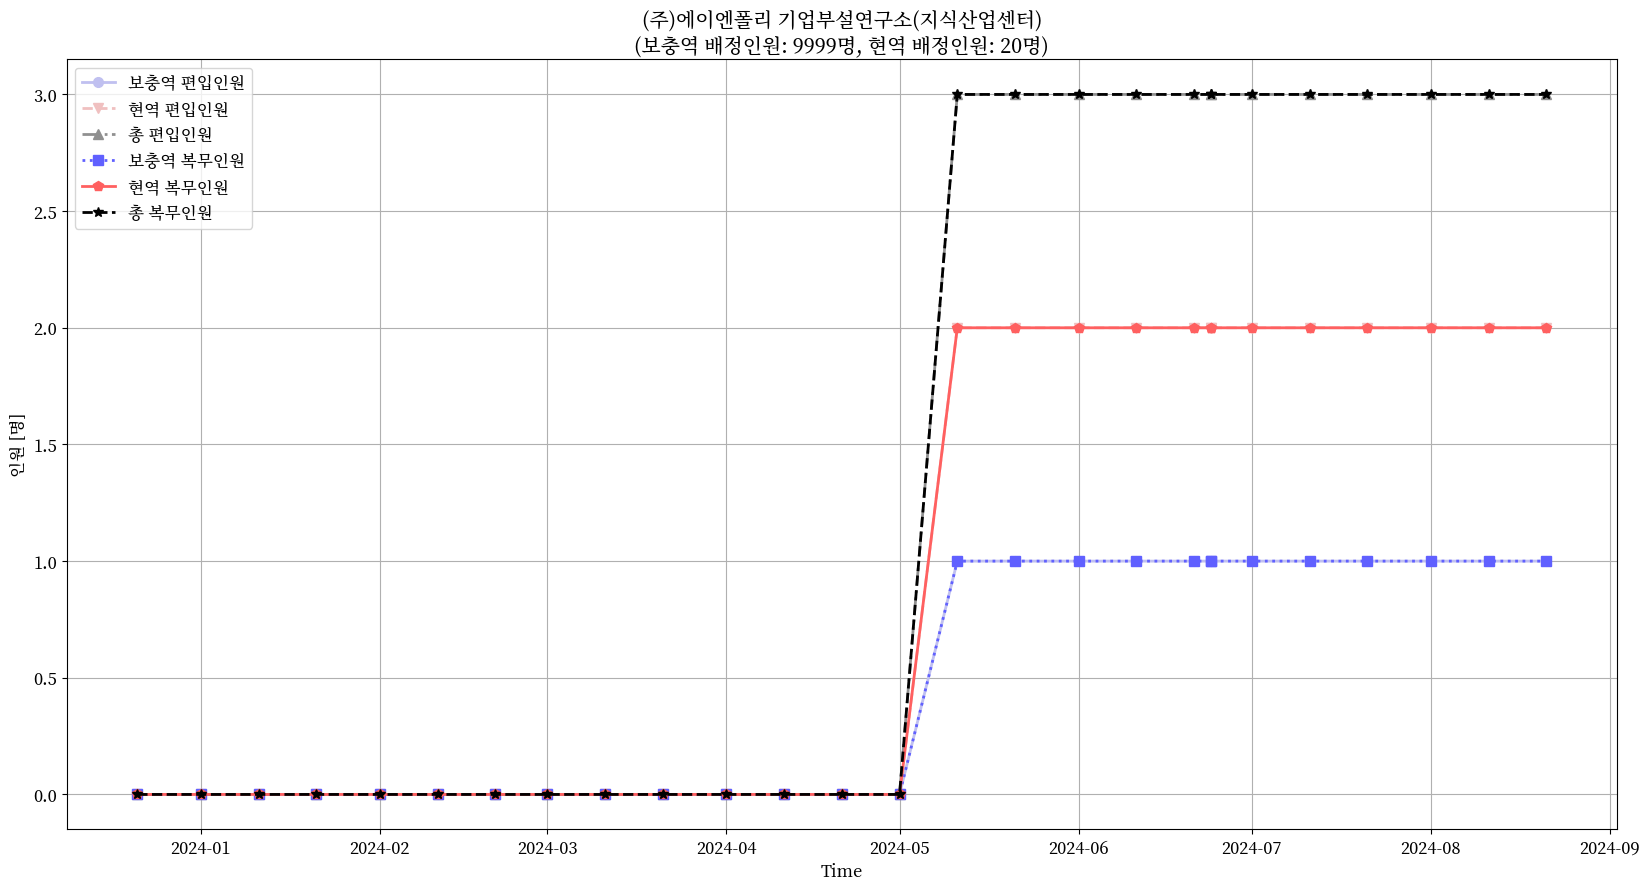 (주)에이엔폴리 기업부설연구소(지식산업센터)
(보충역 배정인원: 9999명, 현역 배정인원: 20명)
보충역 편입인원
현역 편입인원
총 편입인원
보충역 복무인원
현역 복무인원
총 복무인원
3.0
2.5
2.0
1.5
1.0
0.5
0.0
인원 [명]
2024-01
2024-02
2024-03
2024-04
2024-05
2024-06
2024-07
2024-08
2024-09
Time